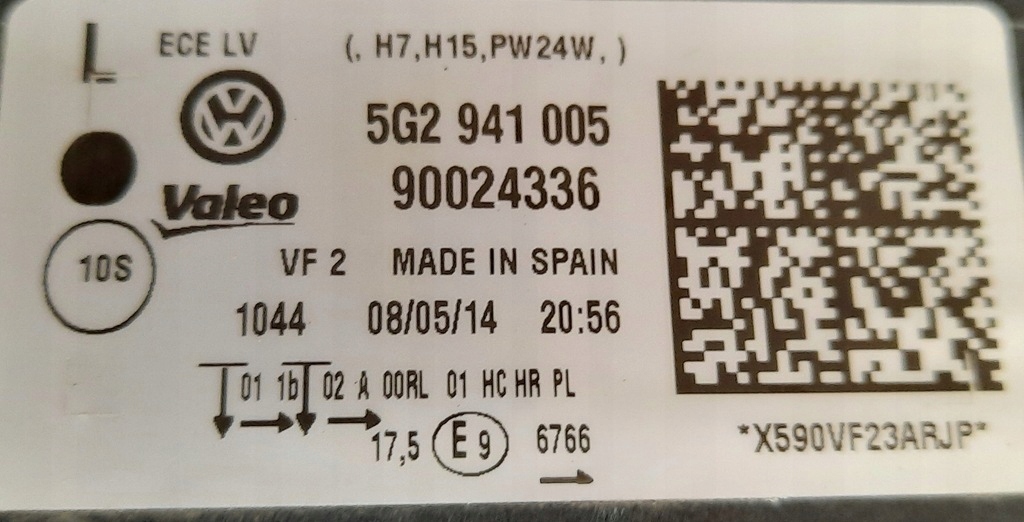 L ECE LV (, H7,H15,PW24W, )
5G2 941 005
Valeo 90024336
10S VF 2 MADE IN SPAIN
1044 08/05/14 20:56
01 1b 02 A 00RL 01 HC HR PL
17,5 E9 6766
*X590VF23ARJP*